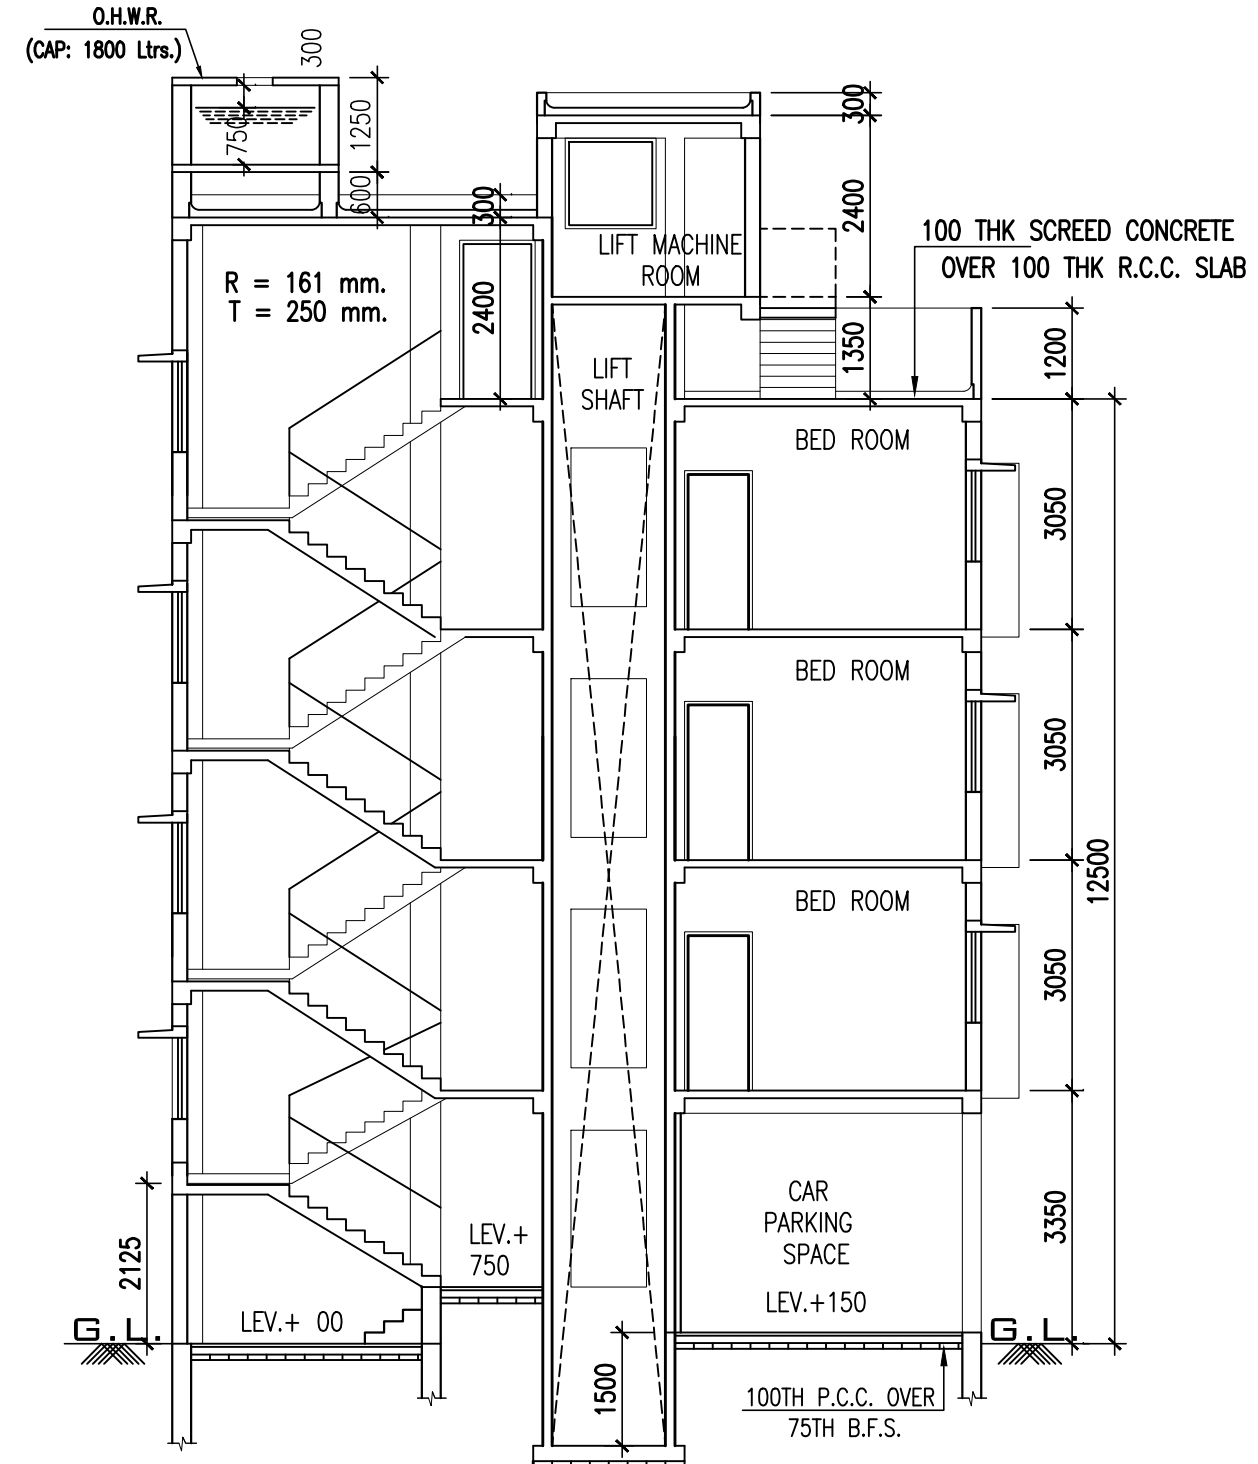 O.H.W.R.
(CAP: 1800 Ltrs.)
300
750
1250
600
300
300
2400
LIFT MACHINE
ROOM
100 THK SCREED CONCRETE
OVER 100 THK R.C.C. SLAB
R = 161 mm.
T = 250 mm.
2400
1350
1200
LIFT
SHAFT
BED ROOM
3050
BED ROOM
3050
12500
BED ROOM
3050
CAR
PARKING
SPACE
3350
LEV.+
750
2125
LEV.+150
LEV.+ 00
G.L.
G.L.
1500
100TH P.C.C. OVER
75TH B.F.S.